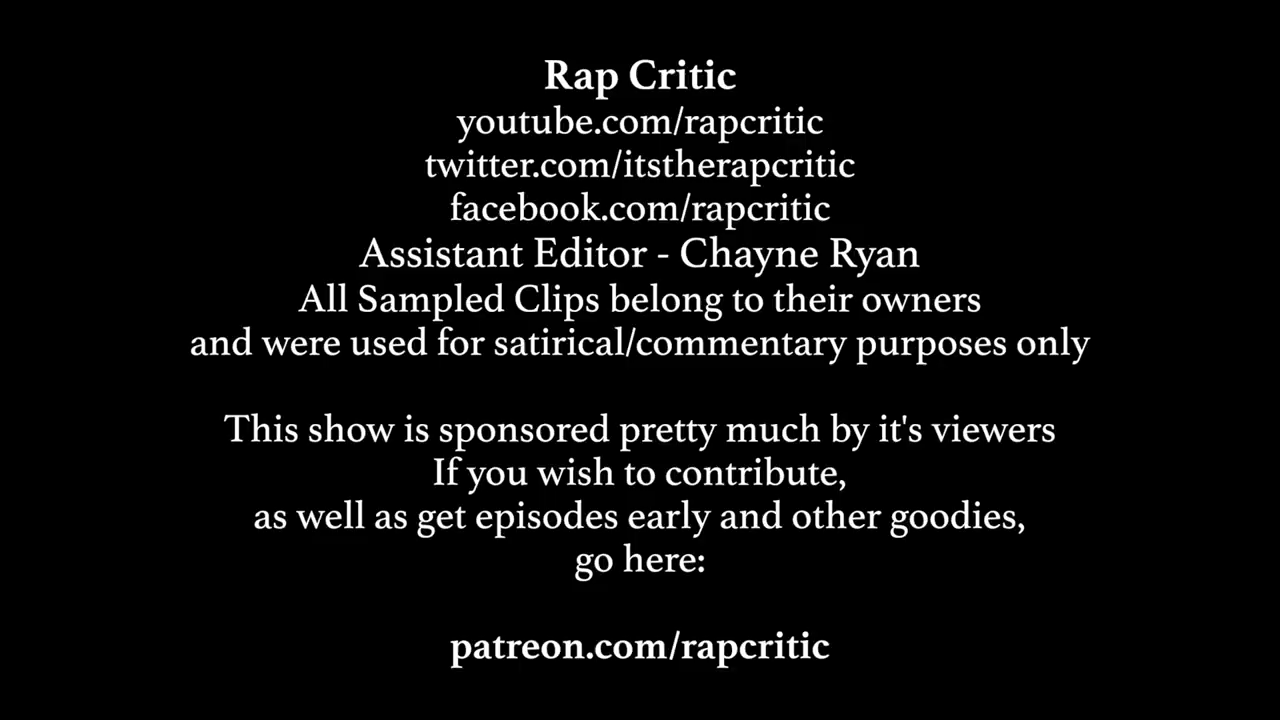 Rap Critic
youtube.com/rapcritic
twitter.com/itstherapcritic
facebook.com/rapcritic
Assistant Editor - Chayne Ryan
All Sampled Clips belong to their owners
and were used for satirical/commentary purposes only
This show is sponsored pretty much by it's viewers
If you wish to contribute,
as well as get episodes early and other goodies,
go here:
patreon.com/rapcritic